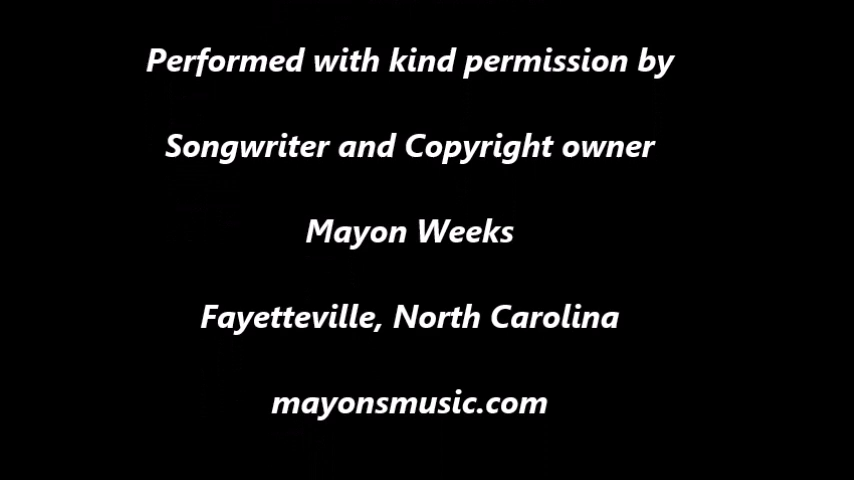 Performed with kind permission by
Songwriter and Copyright owner
Mayon Weeks
Fayetteville, North Carolina
mayonsmusic.com